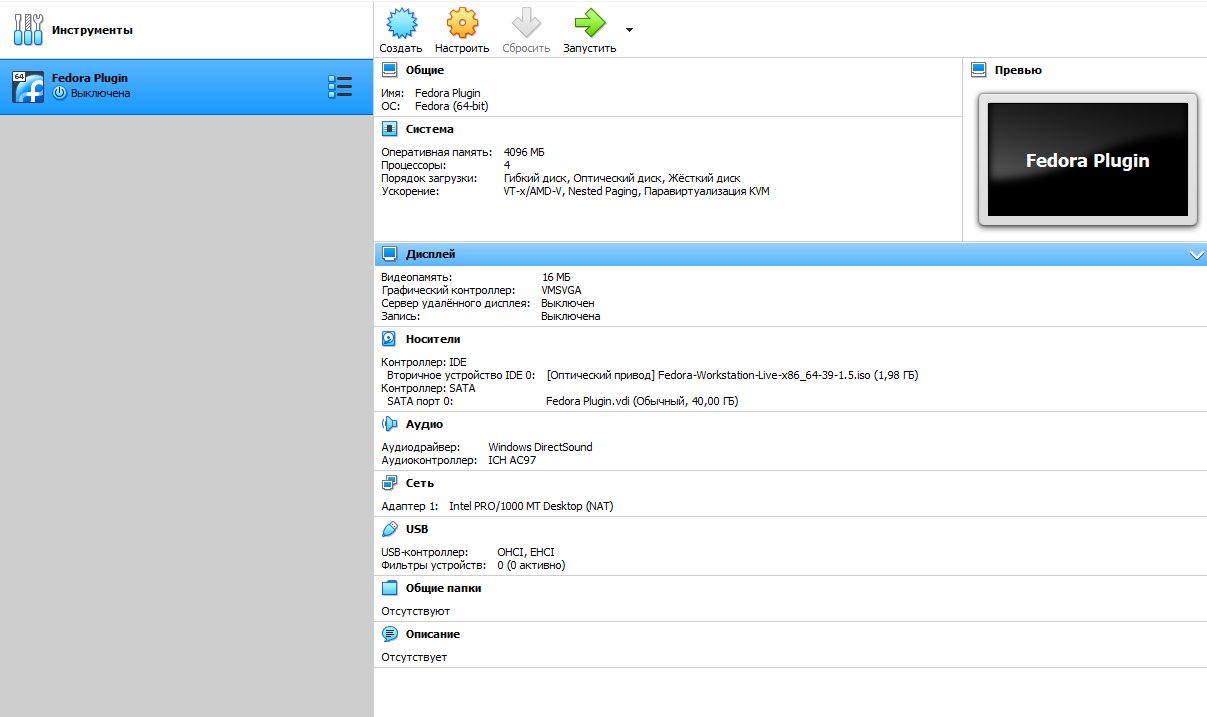 Инструменты
Создать Настроить Сбросить Запустить
64
Fedora Plugin
Выключена
Общие
Имя: Fedora Plugin
ОС: Fedora (64-bit)
Превью
Fedora Plugin
Система
Оперативная память: 4096 МБ
Процессоры: 4
Порядок загрузки: Гибкий диск, Оптический диск, Жёсткий диск
Ускорение: VT-x/AMD-V, Nested Paging, Паравиртуализация KVM
Дисплей
Видеопамять: 16 МБ
Графический контроллер: VMSVGA
Сервер удалённого дисплея: Выключен
Запись: Выключена
Носители
Контроллер: IDE
Вторичное устройство IDE 0: [Оптический привод] Fedora-Workstation-Live-x86_64-39-1.5.iso (1,98 ГБ)
Контроллер: SATA
SATA порт 0: Fedora Plugin.vdi (Обычный, 40,00 ГБ)
Аудио
Аудиодрайвер: Windows DirectSound
Аудиоконтроллер: ICH AC97
Сеть
Адаптер 1: Intel PRO/1000 MT Desktop (NAT)
USB
USB-контроллер: OHCI, EHCI
Фильтры устройств: 0 (0 активно)
Общие папки
Отсутствуют
Описание
Отсутствует